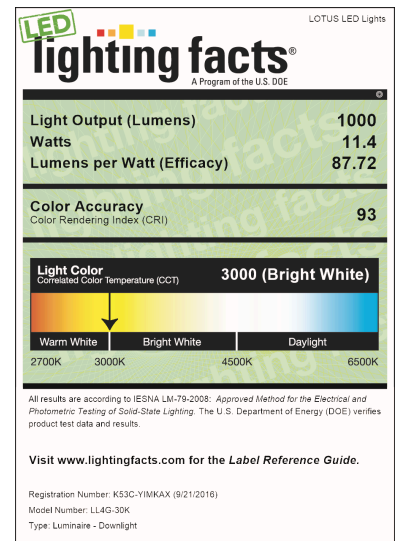 LOTUS LED Lights
LED
lighting facts®
A Program of the U.S. DOE
Light Output (Lumens) 1000
Watts 11.4
Lumens per Watt (Efficacy) 87.72
Color Accuracy
Color Rendering Index (CRI) 93
Light Color
Correlated Color Temperature (CCT) 3000 (Bright White)
Warm White Bright White Daylight
2700K 3000K 4500K 6500K
All results are according to IESNA LM-79-2008: Approved Method for the Electrical and
Photometric Testing of Solid-State Lighting. The U.S. Department of Energy (DOE) verifies
product test data and results.
Visit www.lightingfacts.com for the Label Reference Guide.
Registration Number: K53C-YIMKAX (9/21/2016)
Model Number: LL4G-30K
Type: Luminaire - Downlight